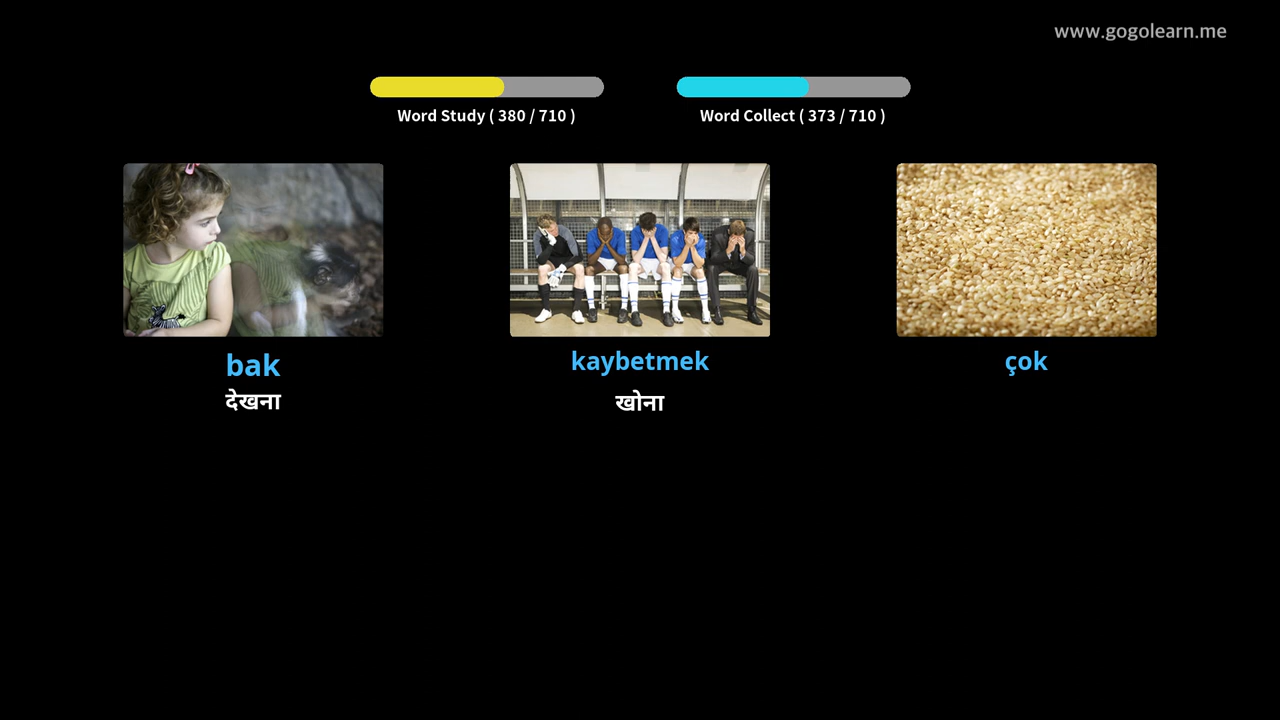 www.gogolearn.me
Word Study ( 380 / 710 )
Word Collect ( 373 / 710 )
bak
देखना
kaybetmek
खोना
çok